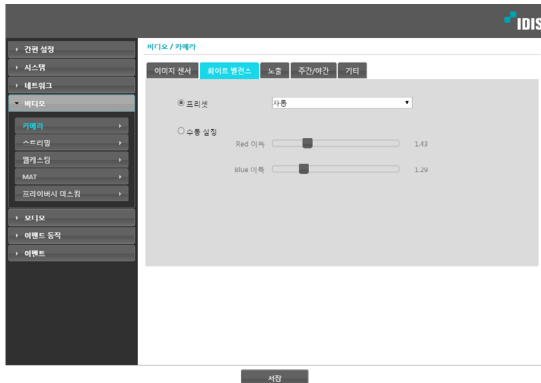 IDIS
간편 설정
시스템
네트워크
비디오
카메라
스트리밍
웹캐스팅
MAT
프라이버시 마스킹
오디오
이벤트 동작
이벤트
비디오 / 카메라
이미지 센서 화이트 밸런스 노출 주간/야간 기타
프리셋 자동
수동 설정
Red 이득 1.43
Blue 이득 1.29
저장